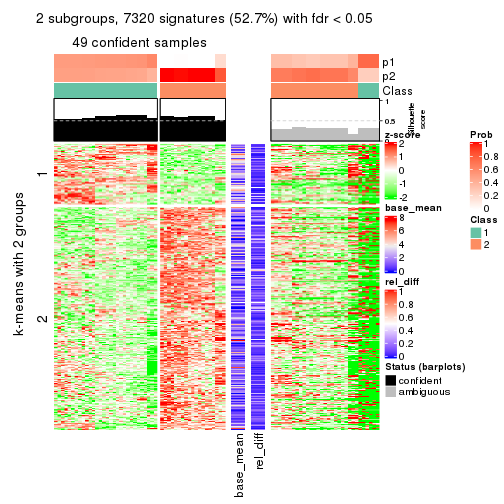 2 subgroups, 7320 signatures (52.7%) with fdr < 0.05
49 confident samples
p1
p2
Class
1
0.5
0
Silhouette
score
k-means with 2 groups
1
2
base_mean
rel_diff
z-score
2
1
0
-1
-2
base_mean
8
6
4
2
0
rel_diff
1
0.8
0.6
0.4
0.2
0
Status (barplots)
confident
ambiguous
Prob
1
0.8
0.6
0.4
0.2
0
Class
1
2